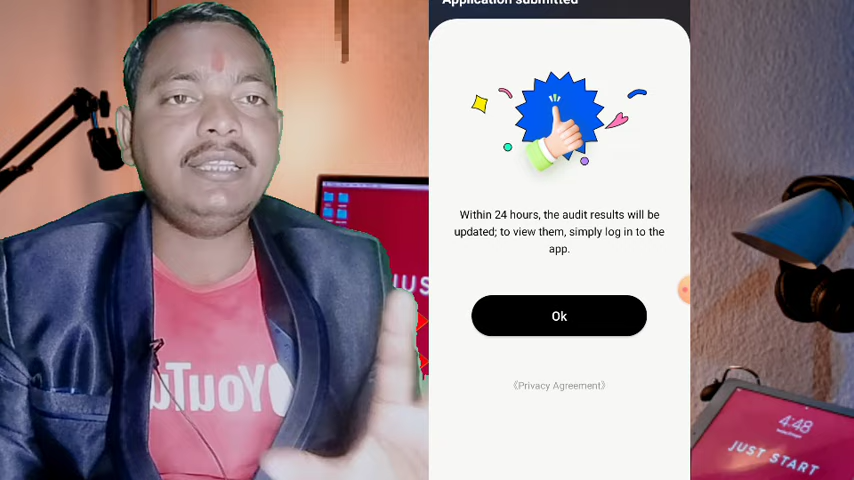 Application submitted
Within 24 hours, the audit results will be
updated; to view them, simply log in to the
app.
Ok
《Privacy Agreement》
YouTu
JUS
4:48
JUST START